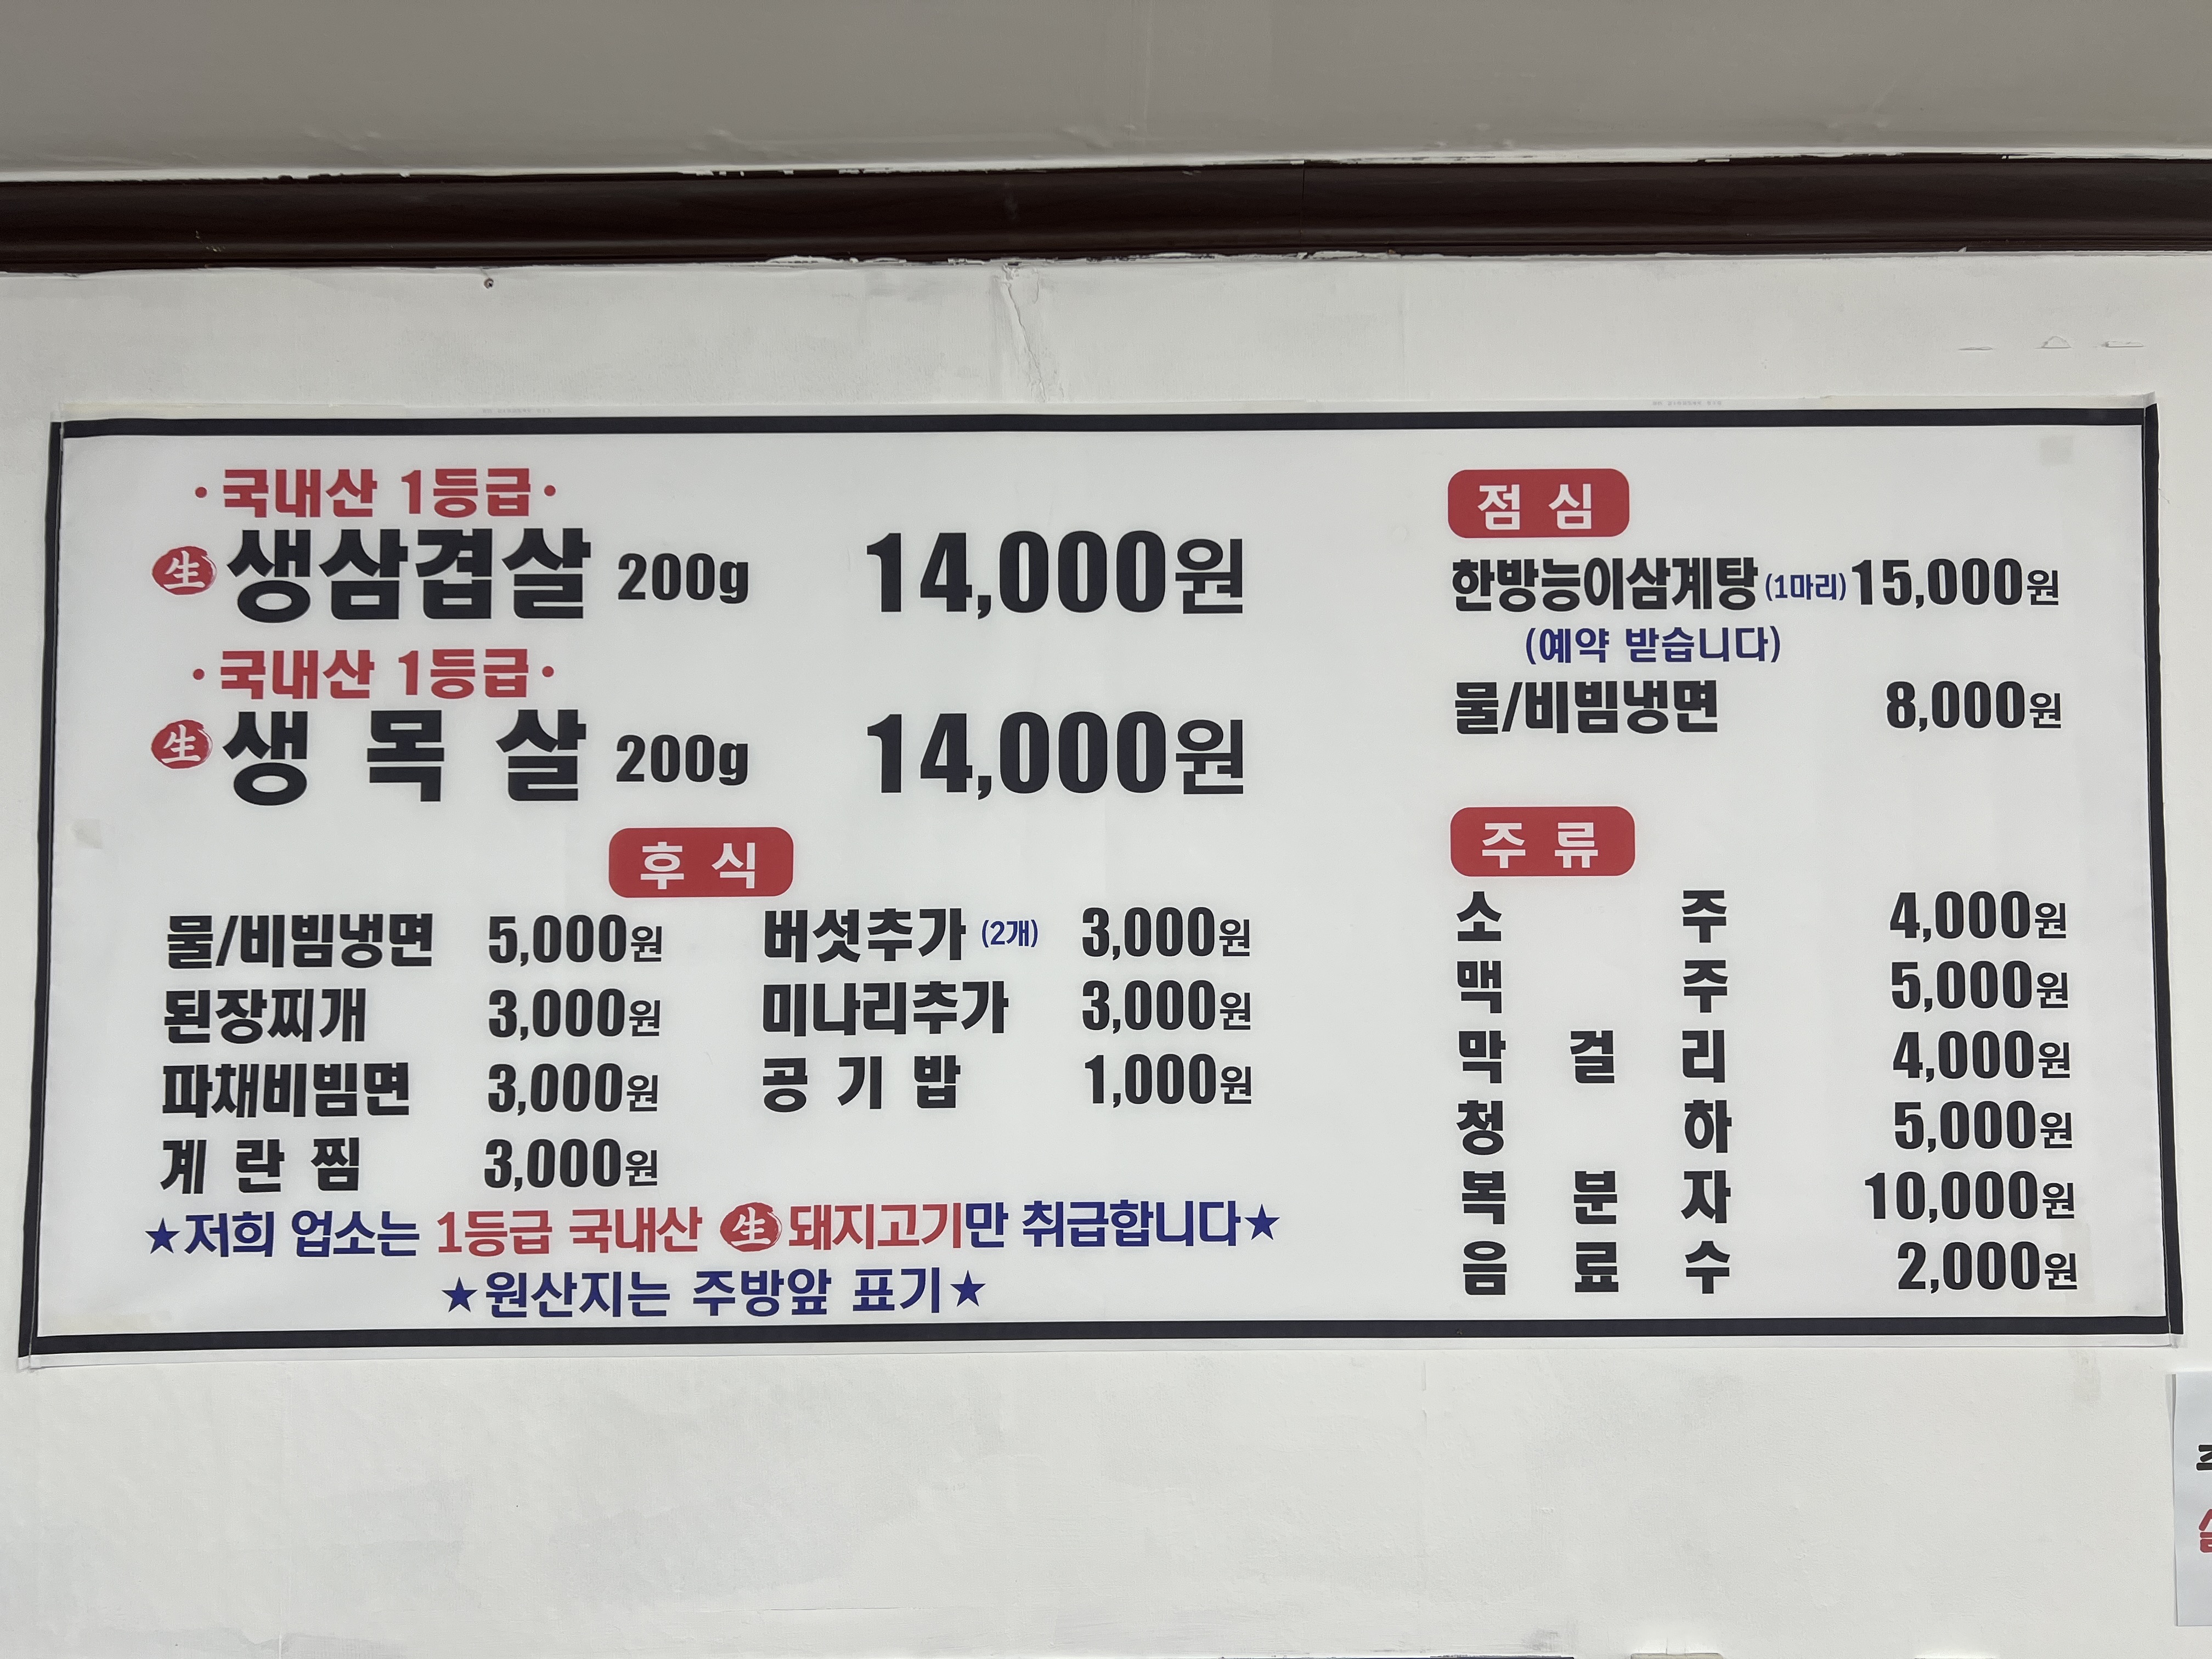 · 국내산 1등급 ·
生 생삼겹살 200g 14,000원
· 국내산 1등급 ·
生 생 목 살 200g 14,000원
후 식
물/비빔냉면 5,000원
된장찌개 3,000원
파채비빔면 3,000원
계 란 찜 3,000원
버섯추가 (2개) 3,000원
미나리추가 3,000원
공 기 밥 1,000원
★저희 업소는 1등급 국내산 生 돼지고기만 취급합니다★
★원산지는 주방앞 표기★
점 심
한방능이삼계탕 (1마리) 15,000원
(예약 받습니다)
물/비빔냉면 8,000원
주 류
소 주 4,000원
맥 주 5,000원
막 걸 리 4,000원
청 하 5,000원
복 분 자 10,000원
음 료 수 2,000원